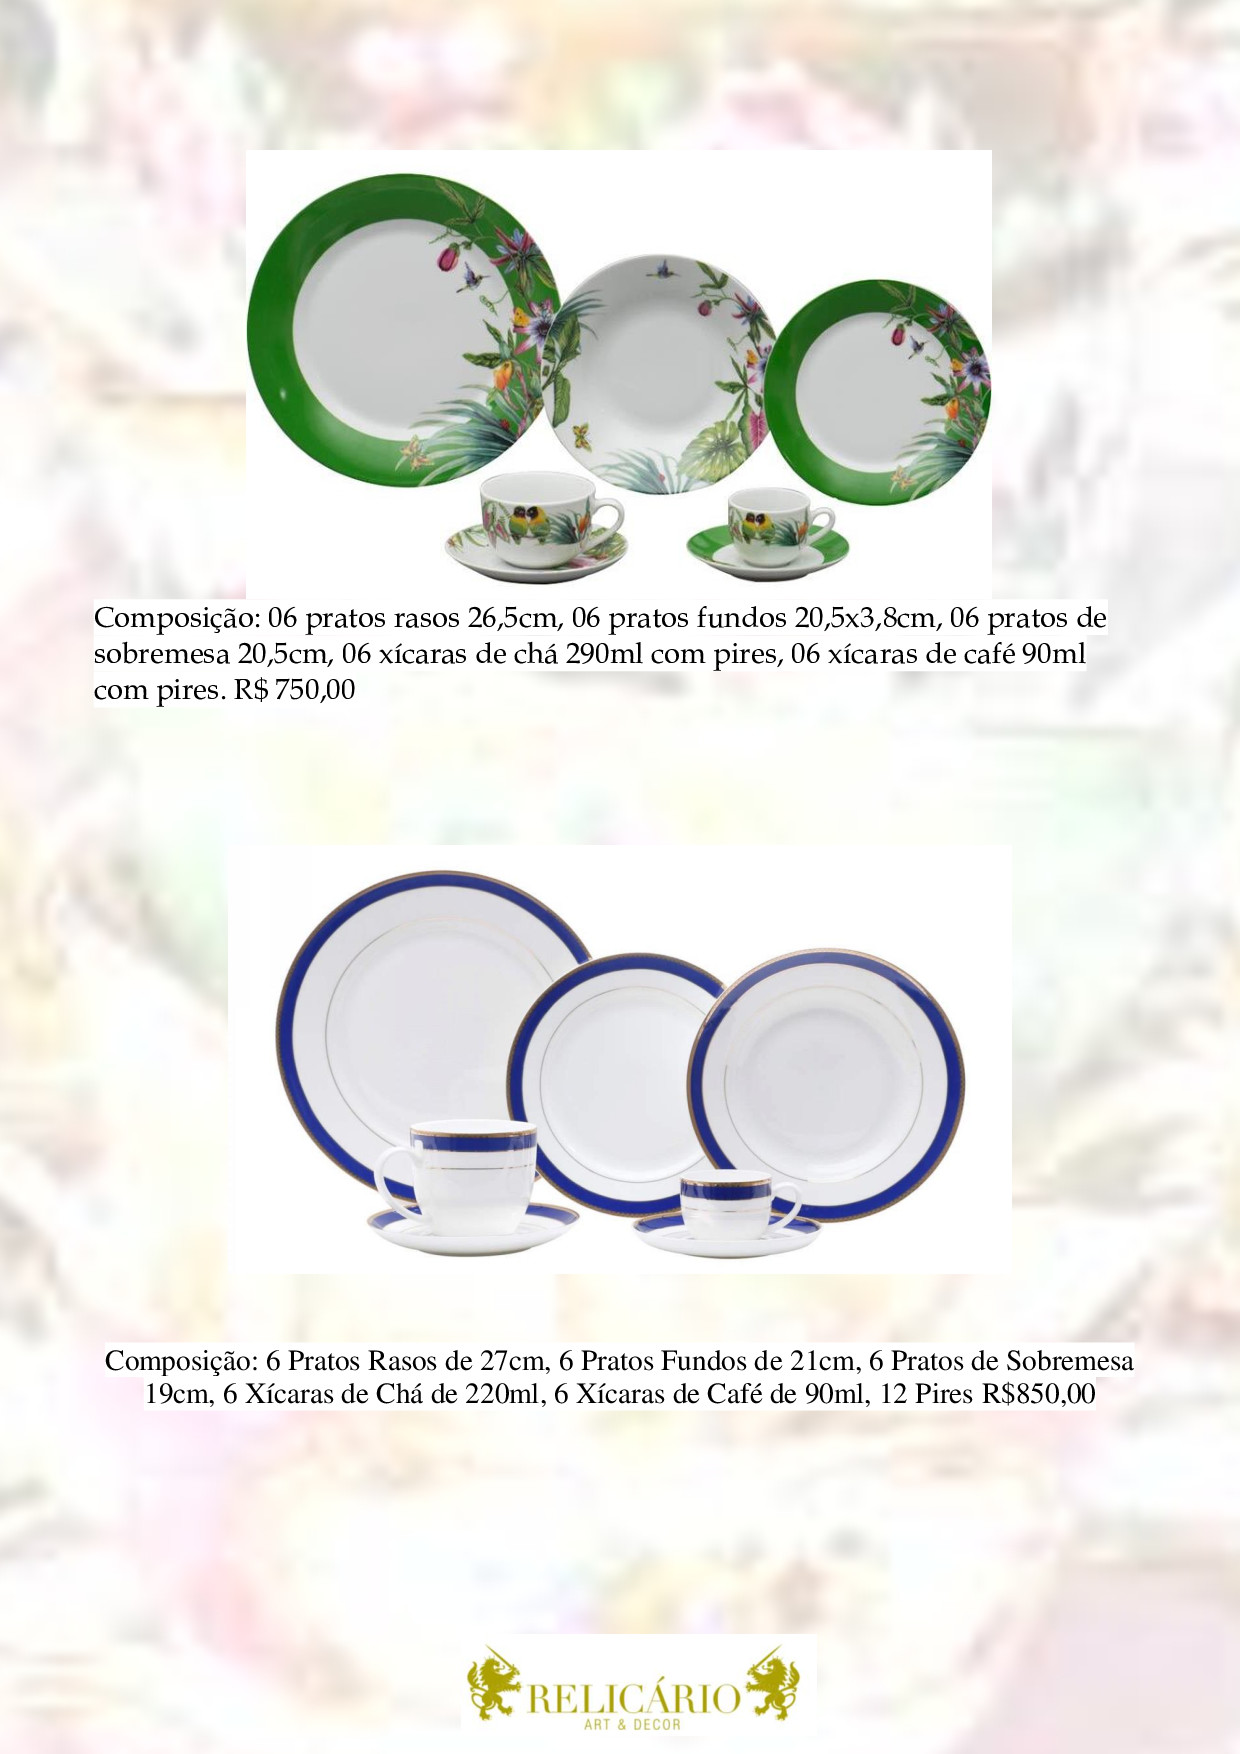 Composição: 06 pratos rasos 26,5cm, 06 pratos fundos 20,5x3,8cm, 06 pratos de
sobremesa 20,5cm, 06 xícaras de chá 290ml com pires, 06 xícaras de café 90ml
com pires. R$ 750,00
Composição: 6 Pratos Rasos de 27cm, 6 Pratos Fundos de 21cm, 6 Pratos de Sobremesa
19cm, 6 Xícaras de Chá de 220ml, 6 Xícaras de Café de 90ml, 12 Pires R$850,00
RELICÁRIO
ART & DECOR